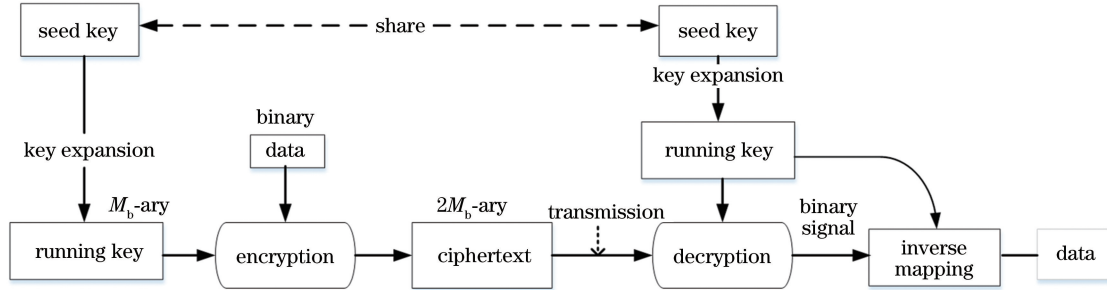 seed key
share
seed key
key expansion
binary
key expansion
data
running key
M_b-ary
2M_b-ary
transmission
binary
signal
running key
encryption
ciphertext
decryption
inverse
mapping
data